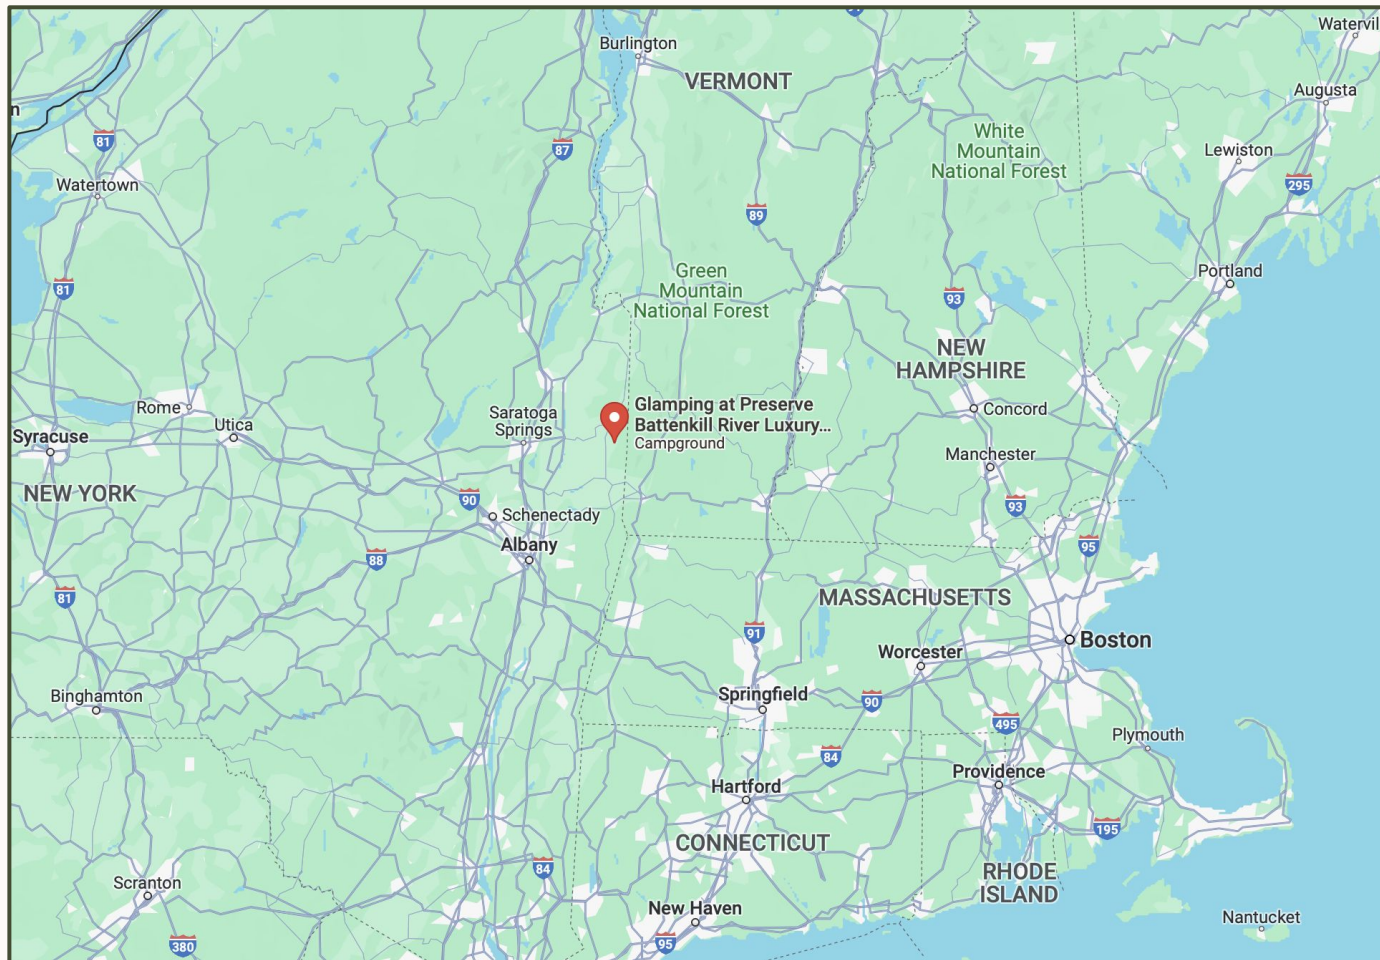 Burlington
VERMONT
Watervil
Augusta
n
81
87
White
Mountain
National Forest
Lewiston
295
Watertown
89
Green
Mountain
National Forest
Portland
81
93
NEW
HAMPSHIRE
Rome
Utica
Saratoga
Springs
Glamping at Preserve
Battenkill River Luxury...
Campground
Concord
Syracuse
Manchester
NEW YORK
90
Schenectady
93
Albany
88
95
81
MASSACHUSETTS
91
Boston
Worcester
Binghamton
Springfield
90
495
Plymouth
84
Providence
Hartford
195
CONNECTICUT
84
RHODE
ISLAND
Scranton
New Haven
Nantucket
380
95